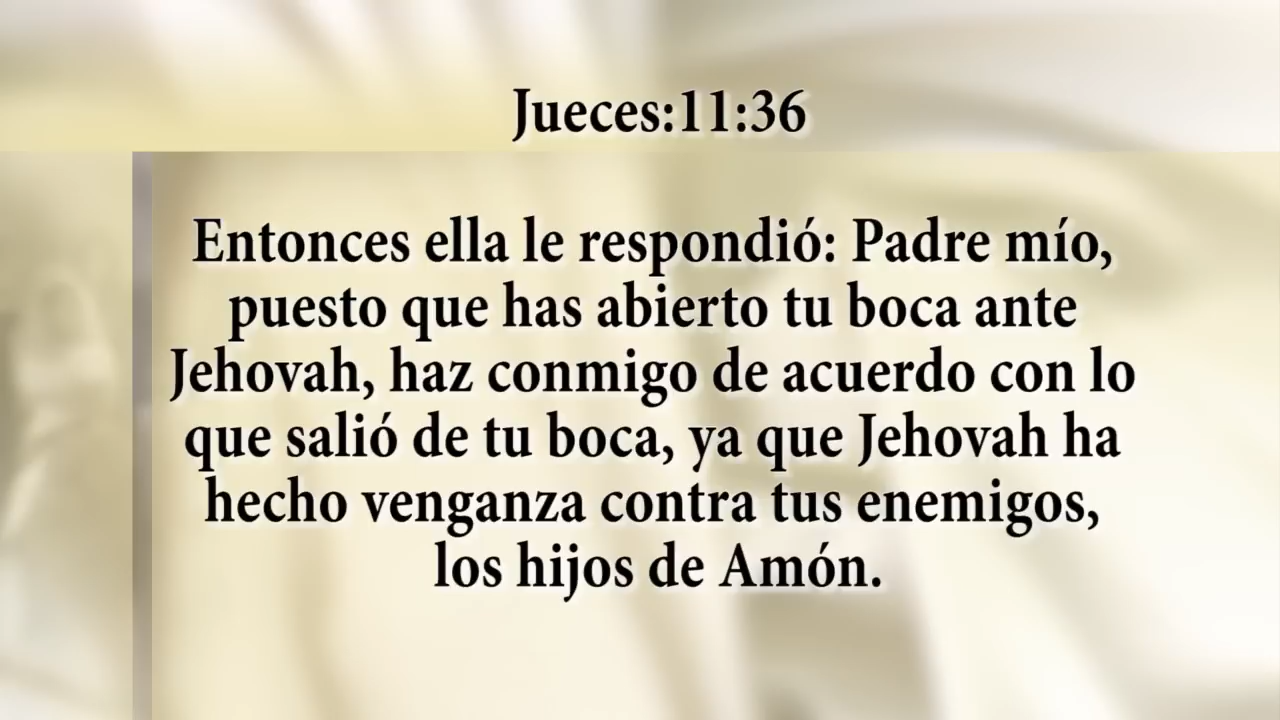 Jueces:11:36
Entonces ella le respondió: Padre mío,
puesto que has abierto tu boca ante
Jehovah, haz conmigo de acuerdo con lo
que salió de tu boca, ya que Jehovah ha
hecho venganza contra tus enemigos,
los hijos de Amón.